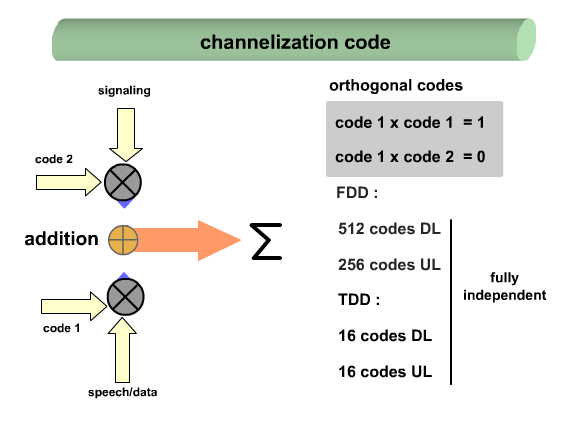 channelization code
signaling
code 2
addition
Σ
code 1
speech/data
orthogonal codes
code 1 x code 1 = 1
code 1 x code 2 = 0
FDD :
512 codes DL
256 codes UL
TDD :
16 codes DL
16 codes UL
fully
independent